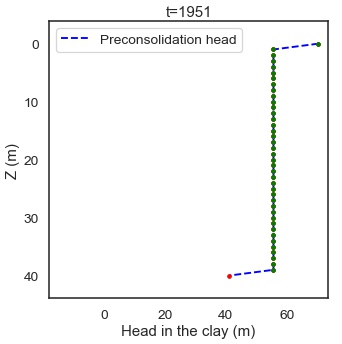 t=1951
Preconsolidation head
0
10
20
30
40
Z (m)
0 20 40 60
Head in the clay (m)